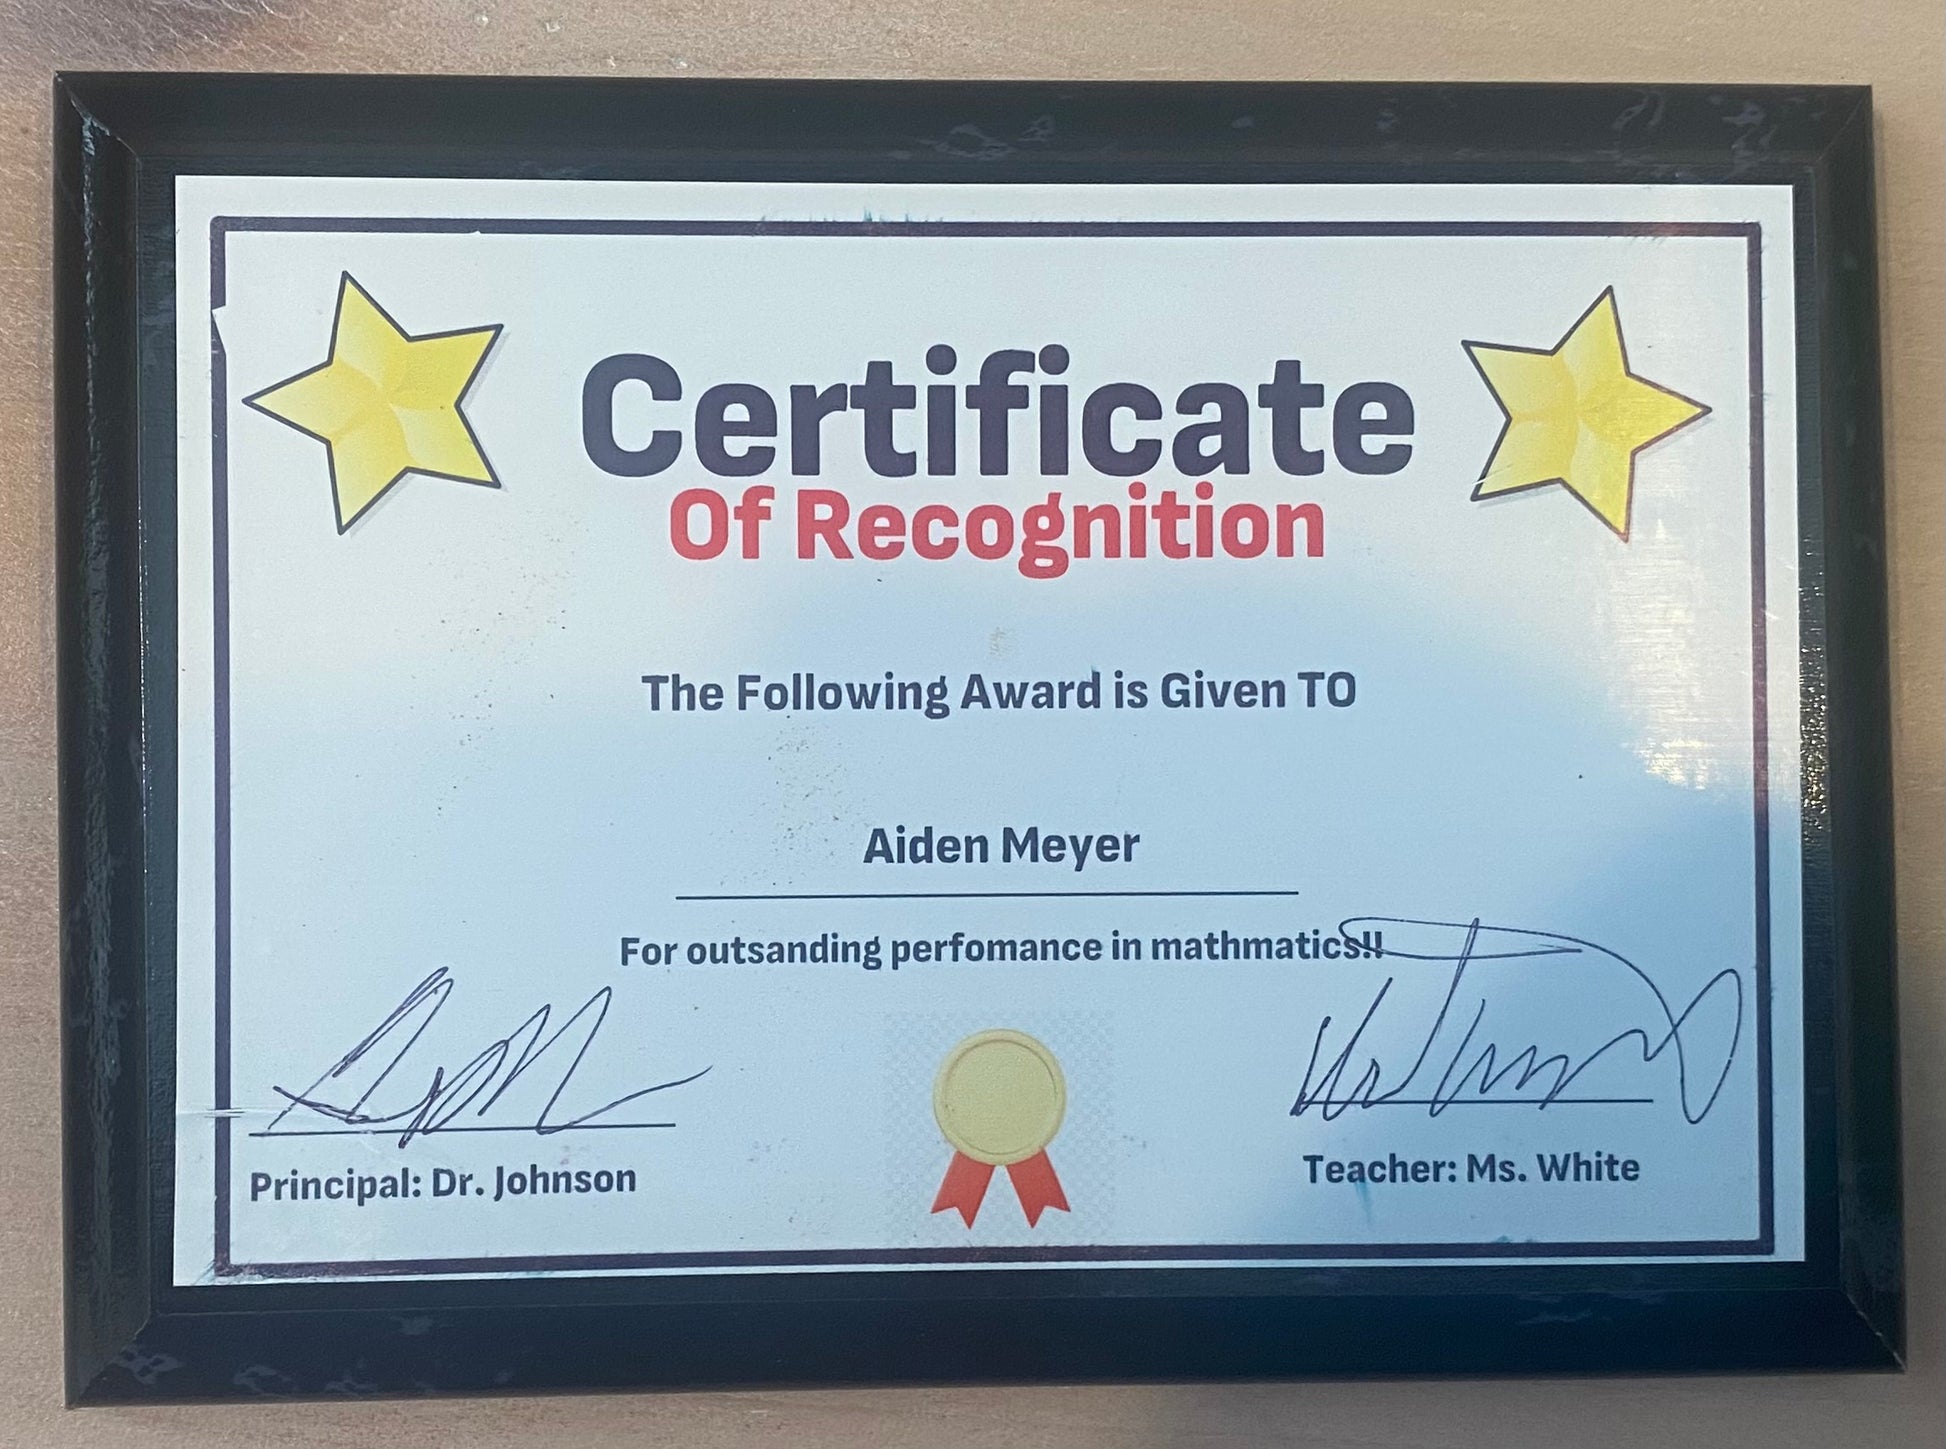 Certificate
Of Recognition
The Following Award is Given TO
Aiden Meyer
For outsanding perfomance in mathmatics!!
Principal: Dr. Johnson
Teacher: Ms. White